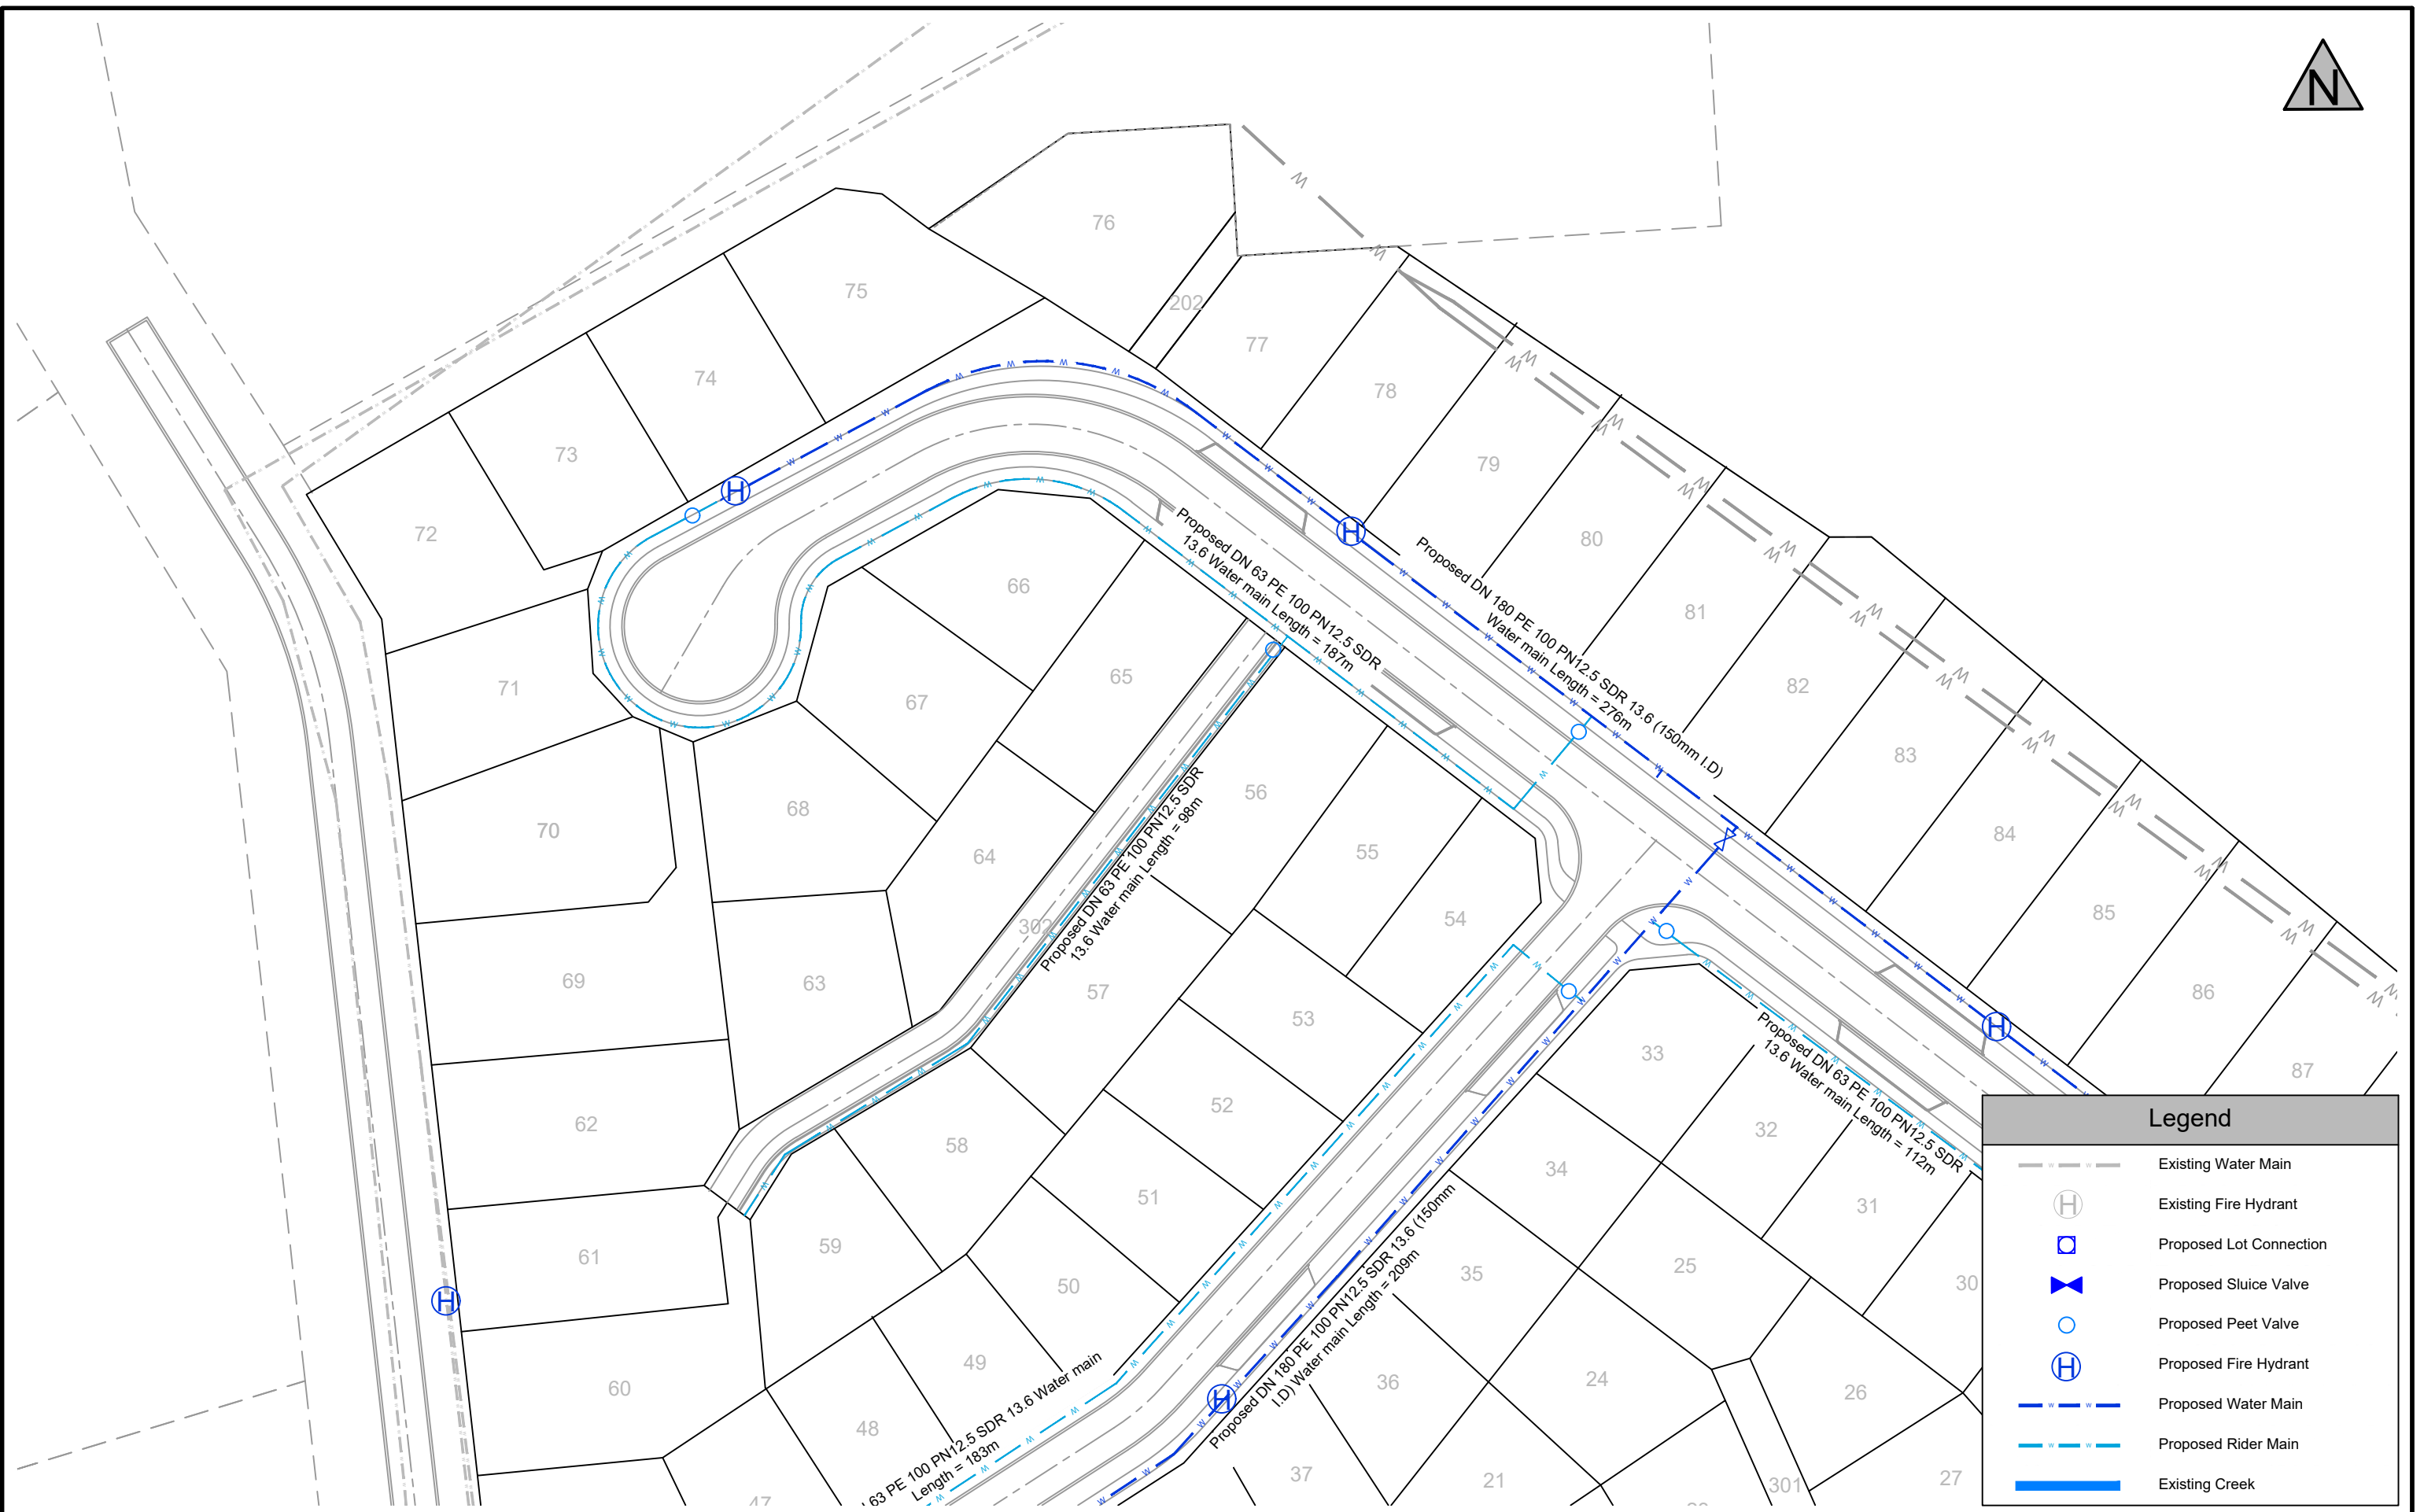 N
76
75
202
77
74
78
73
79
72
80
66
81
65
71
82
67
83
56
68
70
84
55
64
85
54
302
86
69
63
57
53
33
87
62
52
32
58
34
51
31
59
61
25
35
50
30
49
60
36
24
26
48
37
21
301
27
47
Proposed DN 63 PE 100 PN12.5 SDR
13.6 Water main Length = 187m
Proposed DN 180 PE 100 PN12.5 SDR 13.6 (150mm I.D)
Water main Length = 276m
Proposed DN 63 PE 100 PN12.5 SDR
13.6 Water main Length = 98m
Proposed DN 63 PE 100 PN12.5 SDR
13.6 Water main Length = 112m
Proposed DN 180 PE 100 PN12.5 SDR 13.6 (150mm
I.D) Water main Length = 209m
63 PE 100 PN12.5 SDR 13.6 Water main
Length = 183m
Legend
Existing Water Main
H Existing Fire Hydrant
Proposed Lot Connection
Proposed Sluice Valve
Proposed Peet Valve
H Proposed Fire Hydrant
Proposed Water Main
Proposed Rider Main
Existing Creek